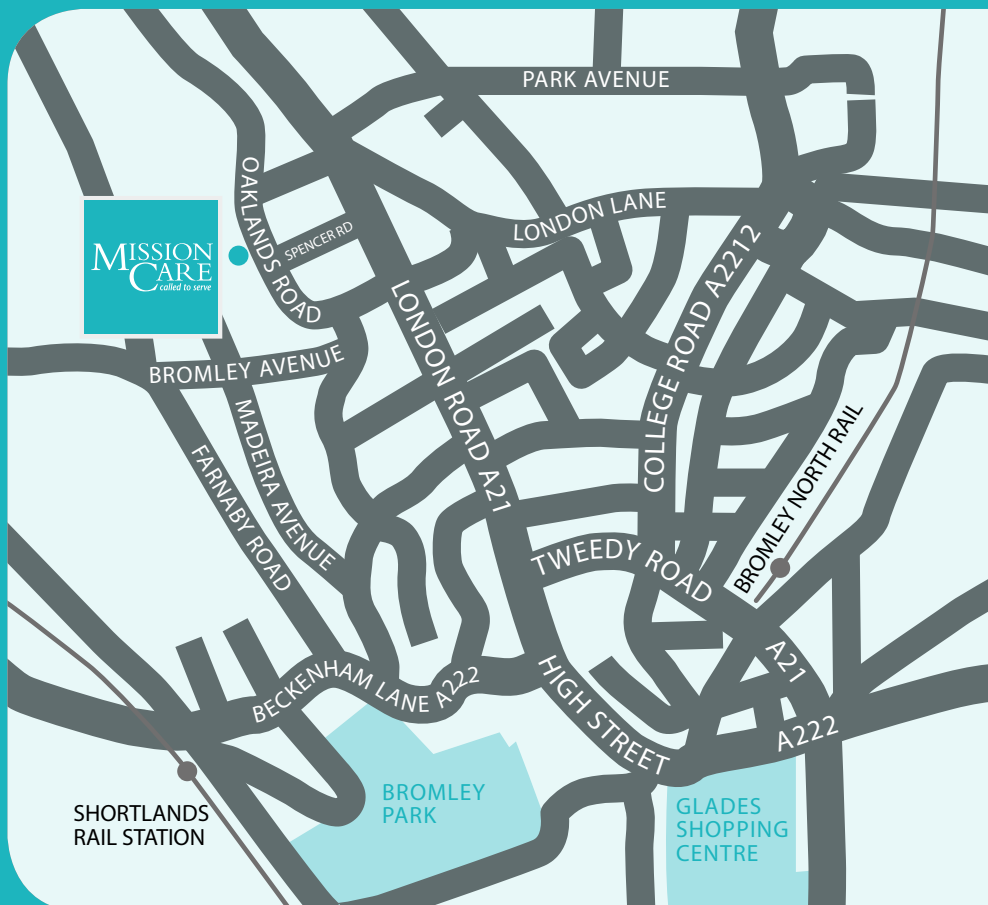 PARK AVENUE
OAKLANDS ROAD
SPENCER RD
LONDON LANE
MISSION
CARE
called to serve
COLLEGE ROAD A2212
LONDON ROAD A21
BROMLEY AVENUE
MADEIRA AVENUE
FARNABY ROAD
BROMLEY NORTH RAIL
TWEEDY ROAD
A21
HIGH STREET
BECKENHAM LANE A222
A222
SHORTLANDS
RAIL STATION
BROMLEY
PARK
GLADES
SHOPPING
CENTRE